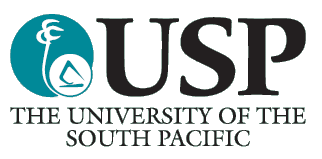 USP
THE UNIVERSITY OF THE
SOUTH PACIFIC